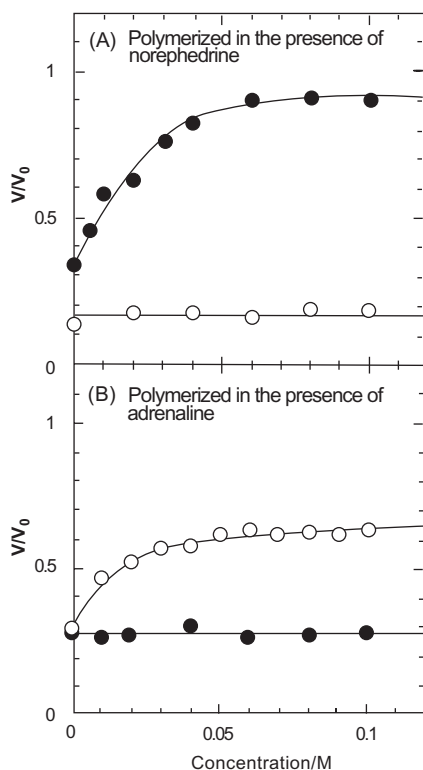 (A) Polymerized in the presence of
norephedrine
1
V/V0
0.5
0
(B) Polymerized in the presence of
adrenaline
1
V/V0
0.5
0
0 0.05 0.1
Concentration/M